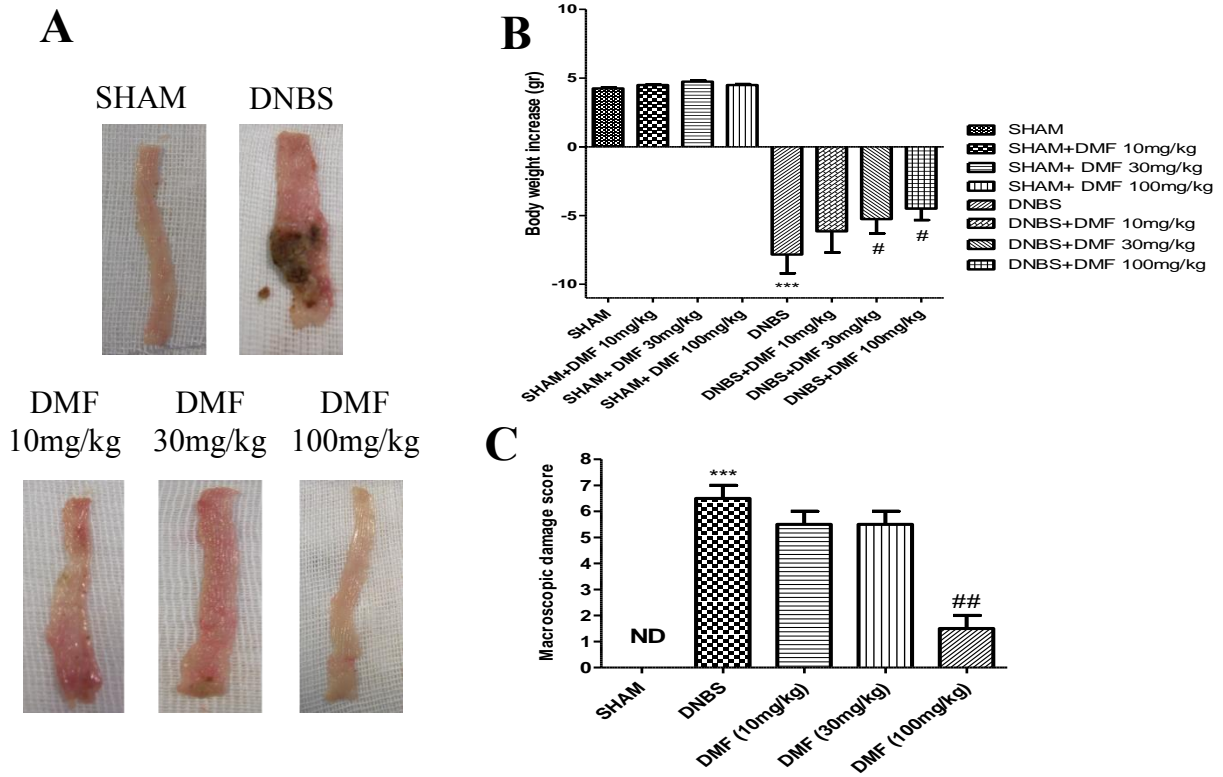 A
SHAM
DNBS
DMF
10mg/kg
DMF
30mg/kg
DMF
100mg/kg
B
Body weight increase (gr)
10
5
0
-5
-10
***
#
#
SHAM
SHAM+DMF 10mg/kg
SHAM+ DMF 30mg/kg
SHAM+ DMF 100mg/kg
DNBS
DNBS+DMF 10mg/kg
DNBS+DMF 30mg/kg
DNBS+DMF 100mg/kg
SHAM
SHAM+DMF 10mg/kg
SHAM+ DMF 30mg/kg
SHAM+ DMF 100mg/kg
DNBS
DNBS+DMF 10mg/kg
DNBS+DMF 30mg/kg
DNBS+DMF 100mg/kg
C
Macroscopic damage score
8
7
6
5
4
3
2
1
0
ND
***
##
SHAM
DNBS
DMF (10mg/kg)
DMF (30mg/kg)
DMF (100mg/kg)